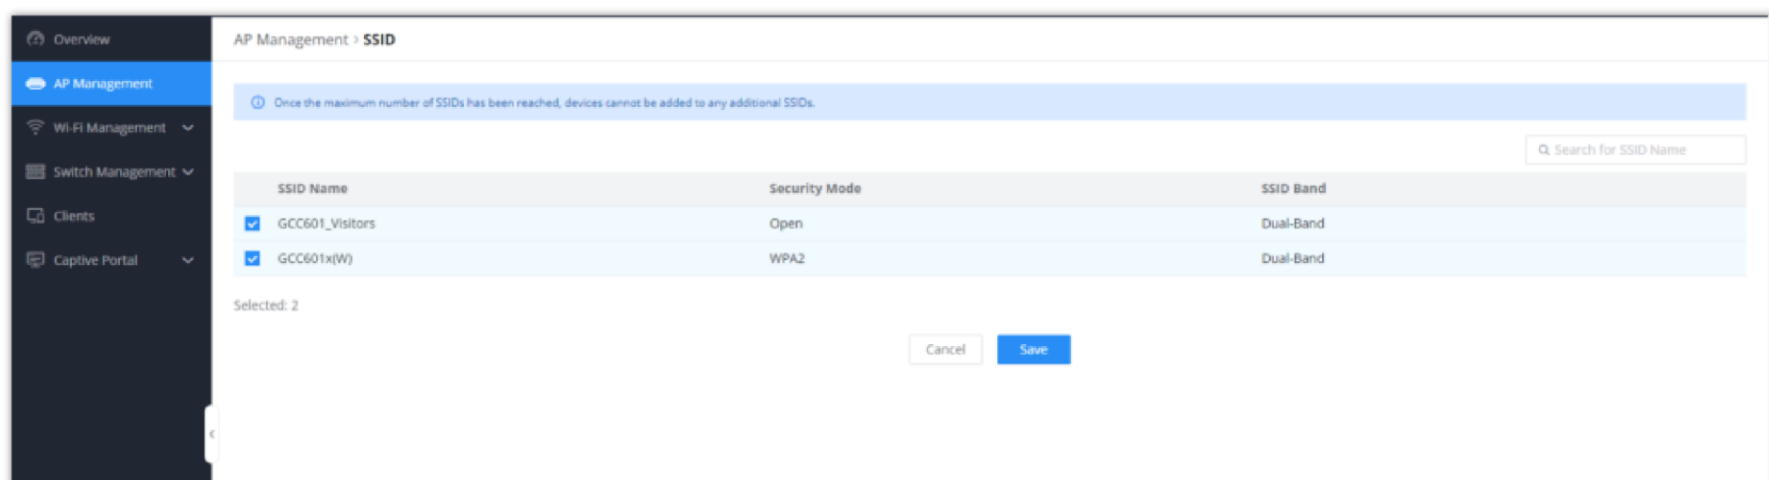 Overview
AP Management
Wi-Fi Management
Switch Management
Clients
Captive Portal
AP Management > SSID
Once the maximum number of SSIDs has been reached, devices cannot be added to any additional SSIDs.
Search for SSID Name
SSID Name Security Mode SSID Band
GCC601_Visitors Open Dual-Band
GCC601x(W) WPA2 Dual-Band
Selected: 2
Cancel Save